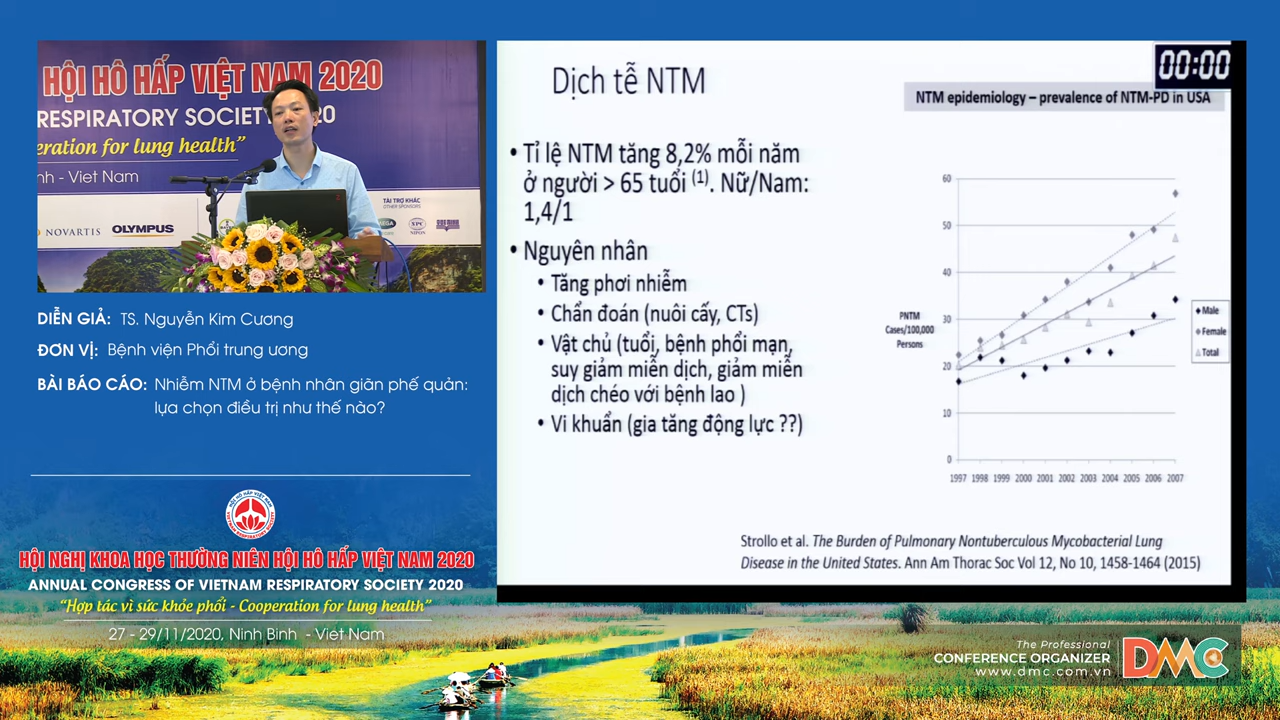 HỘI HÔ HẤP VIỆT NAM 2020
RESPIRATORY SOCIETY 2020
eration for lung health"
nh - Viet Nam
TÀI TRỢ KHÁC
OTHER SPONSORS
NOVARTIS
OLYMPUS
DIỄN GIẢ: TS. Nguyễn Kim Cương
ĐƠN VỊ: Bệnh viện Phổi trung ương
BÀI BÁO CÁO: Nhiễm NTM ở bệnh nhân giãn phế quản:
lựa chọn điều trị như thế nào?
HỘI NGHỊ KHOA HỌC THƯỜNG NIÊN HỘI HÔ HẤP VIỆT NAM 2020
ANNUAL CONGRESS OF VIETNAM RESPIRATORY SOCIETY 2020
"Hợp tác vì sức khỏe phổi - Cooperation for lung health"
27 - 29/11/2020, Ninh Binh - Viet Nam
00:00
Dịch tễ NTM
NTM epidemiology – prevalence of NTM-PD in USA
• Tỉ lệ NTM tăng 8,2% mỗi năm
ở người > 65 tuổi (1). Nữ/Nam:
1,4/1
• Nguyên nhân
• Tăng phơi nhiễm
• Chẩn đoán (nuôi cấy, CTs)
• Vật chủ (tuổi, bệnh phổi mạn,
suy giảm miễn dịch, giảm miễn
dịch chéo với bệnh lao )
• Vi khuẩn (gia tăng động lực ??)
60
50
40
30
20
10
0
PNTM
Cases/100,000
Persons
1997 1998 1999 2000 2001 2002 2003 2004 2005 2006 2007
Male
Female
Total
Strollo et al. The Burden of Pulmonary Nontuberculous Mycobacterial Lung
Disease in the United States. Ann Am Thorac Soc Vol 12, No 10, 1458-1464 (2015)
The Professional
CONFERENCE ORGANIZER
www.dmc.com.vn
DMC